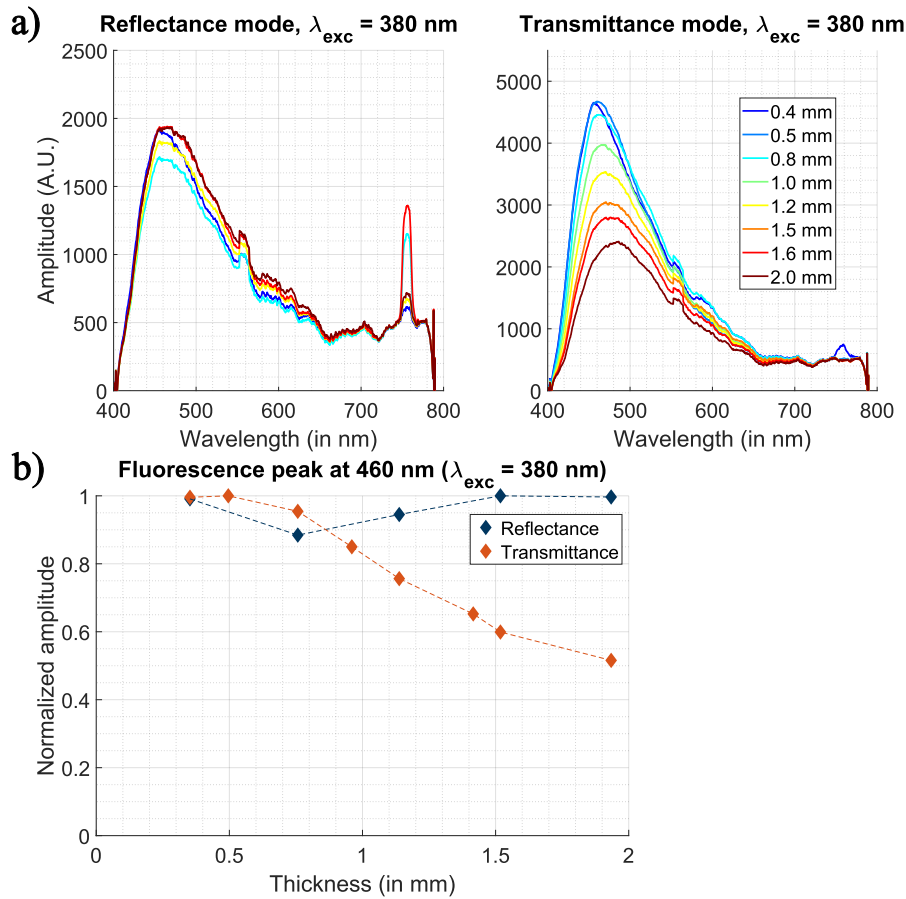 a)
Reflectance mode, λexc = 380 nm
Transmittance mode, λexc = 380 nm
Amplitude (A.U.)
2500
2000
1500
1000
500
0
400 500 600 700 800
Wavelength (in nm)
5000
4000
3000
2000
1000
0
400 500 600 700 800
Wavelength (in nm)
0.4 mm
0.5 mm
0.8 mm
1.0 mm
1.2 mm
1.5 mm
1.6 mm
2.0 mm
b)
Fluorescence peak at 460 nm (λexc = 380 nm)
Normalized amplitude
1
0.8
0.6
0.4
0.2
0
0 0.5 1 1.5 2
Thickness (in mm)
Reflectance
Transmittance